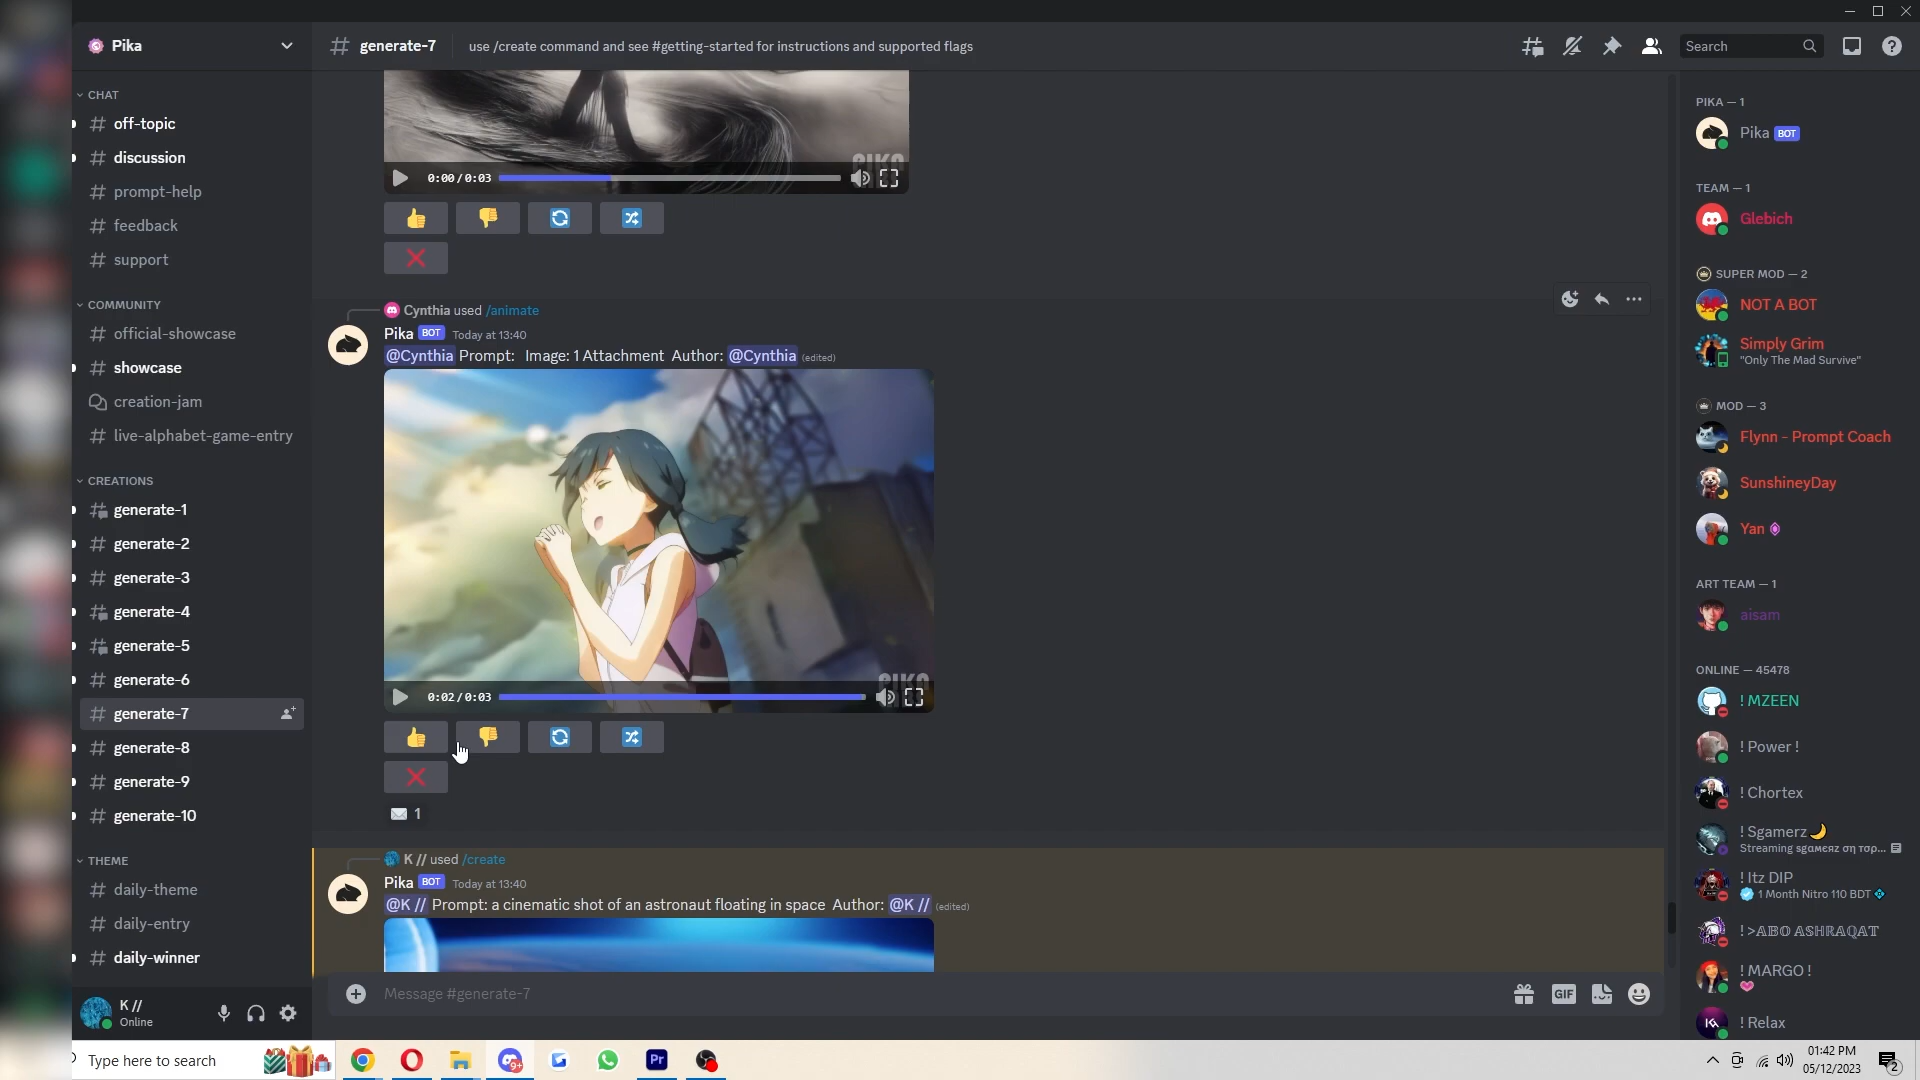 Pika
generate-7
use /create command and see #getting-started for instructions and supported flags
Search
CHAT
off-topic
discussion
prompt-help
feedback
support
COMMUNITY
official-showcase
showcase
creation-jam
live-alphabet-game-entry
CREATIONS
generate-1
generate-2
generate-3
generate-4
generate-5
generate-6
generate-7
generate-8
generate-9
generate-10
THEME
daily-theme
daily-entry
daily-winner
K //
Online
PIKA
0:00/0:03
Cynthia used /animate
Pika BOT Today at 13:40
@Cynthia Prompt: Image: 1 Attachment Author: @Cynthia (edited)
PIKA
0:02/0:03
1
K // used /create
Pika BOT Today at 13:40
@K // Prompt: a cinematic shot of an astronaut floating in space Author: @K // (edited)
Message #generate-7
GIF
PIKA — 1
Pika BOT
TEAM — 1
Glebich
SUPER MOD — 2
NOT A BOT
Simply Grim
"Only The Mad Survive"
MOD — 3
Flynn - Prompt Coach
SunshineyDay
Yan
ART TEAM — 1
aisam
ONLINE — 45478
! MZEEN
! Power !
! Chortex
! Sgamerz
Streaming
! Itz DIP
1 Month Nitro 110 BDT
! >ABO ASHRAQAT
! MARGO !
! Relax
Type here to search
9+
Pr
01:42 PM
05/12/2023
2